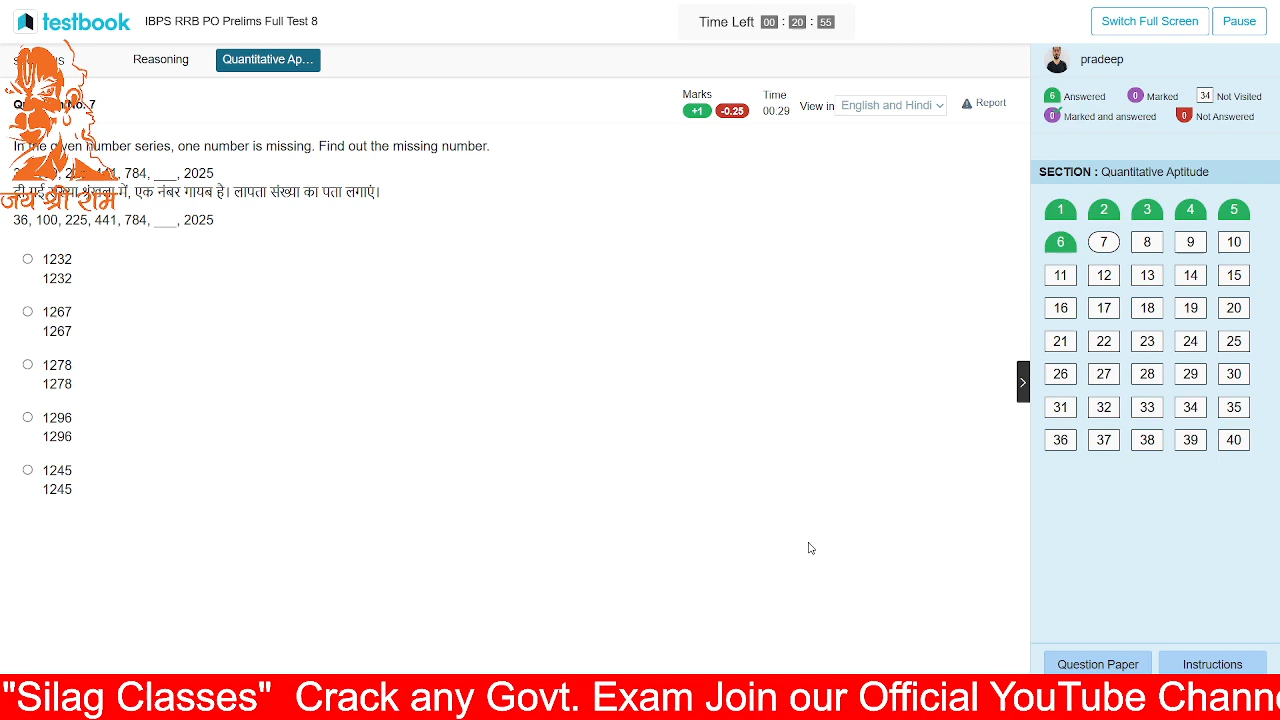 testbook
IBPS RRB PO Prelims Full Test 8
Time Left 00 : 20 : 55
Switch Full Screen
Pause
Reasoning
Quantitative Ap...
pradeep
No. 7
Marks
+1 -0.25
Time
00.29
View in English and Hindi
Report
6 Answered
0 Marked
34 Not Visited
0 Marked and answered
0 Not Answered
In the given number series, one number is missing. Find out the missing number.
441, 784, ___, 2025
दी गई संख्या श्रृंखला में, एक नंबर गायब है। लापता संख्या का पता लगाएं।
जय श्री राम
36, 100, 225, 441, 784, ___, 2025
1232
1232
1267
1267
1278
1278
1296
1296
1245
1245
SECTION : Quantitative Aptitude
1 2 3 4 5
6 7 8 9 10
11 12 13 14 15
16 17 18 19 20
21 22 23 24 25
26 27 28 29 30
31 32 33 34 35
36 37 38 39 40
Question Paper
Instructions
"Silag Classes" Crack any Govt. Exam Join our Official YouTube Chann